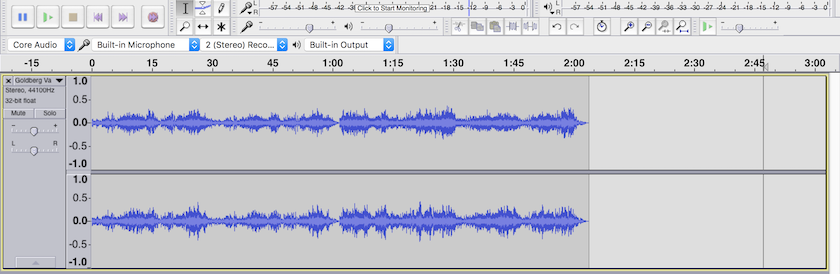 L R -57 -54 -51 -48 -45 -42 Click to Start Monitoring -21 -18 -15 -12 -9 -6 -3 0
L R -57 -54 -51 -48 -45 -42 -39 -36 -33 -30 -27 -24 -21 -18 -15 -12
Core Audio Built-in Microphone 2 (Stereo) Reco... Built-in Output
-15 0 15 30 45 1:00 1:15 1:30 1:45 2:00 2:15 2:30 2:45 3:00
Goldberg Va
Stereo, 44100Hz
32-bit float
Mute Solo
- +
L R
1.0
0.5
0.0
-0.5
-1.0
1.0
0.5
0.0
-0.5
-1.0